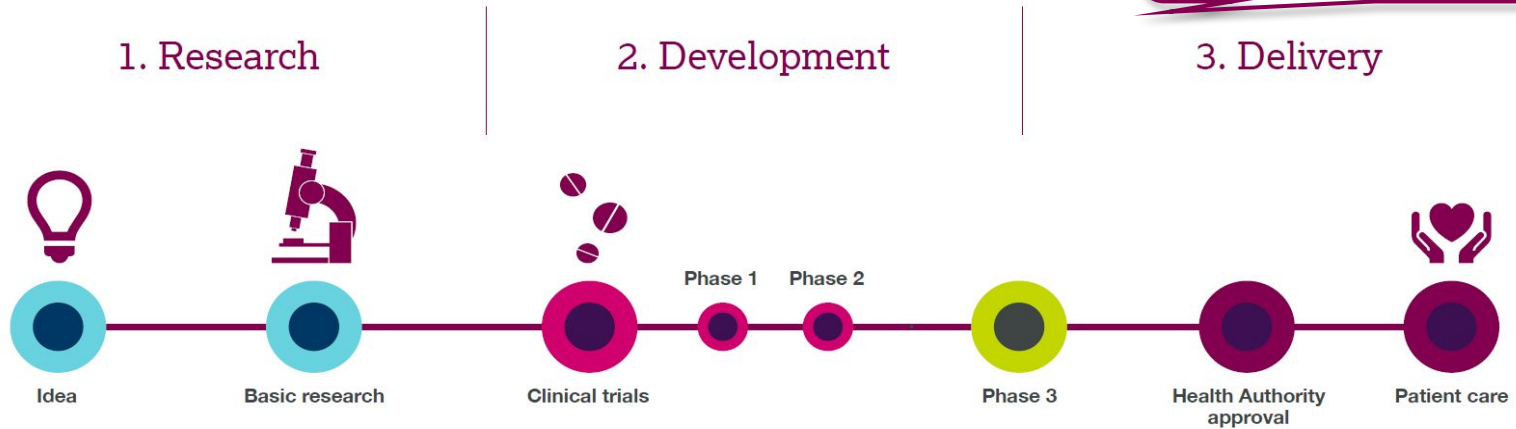 1. Research
2. Development
3. Delivery
Phase 1
Phase 2
Idea
Basic research
Clinical trials
Phase 3
Health Authority
approval
Patient care